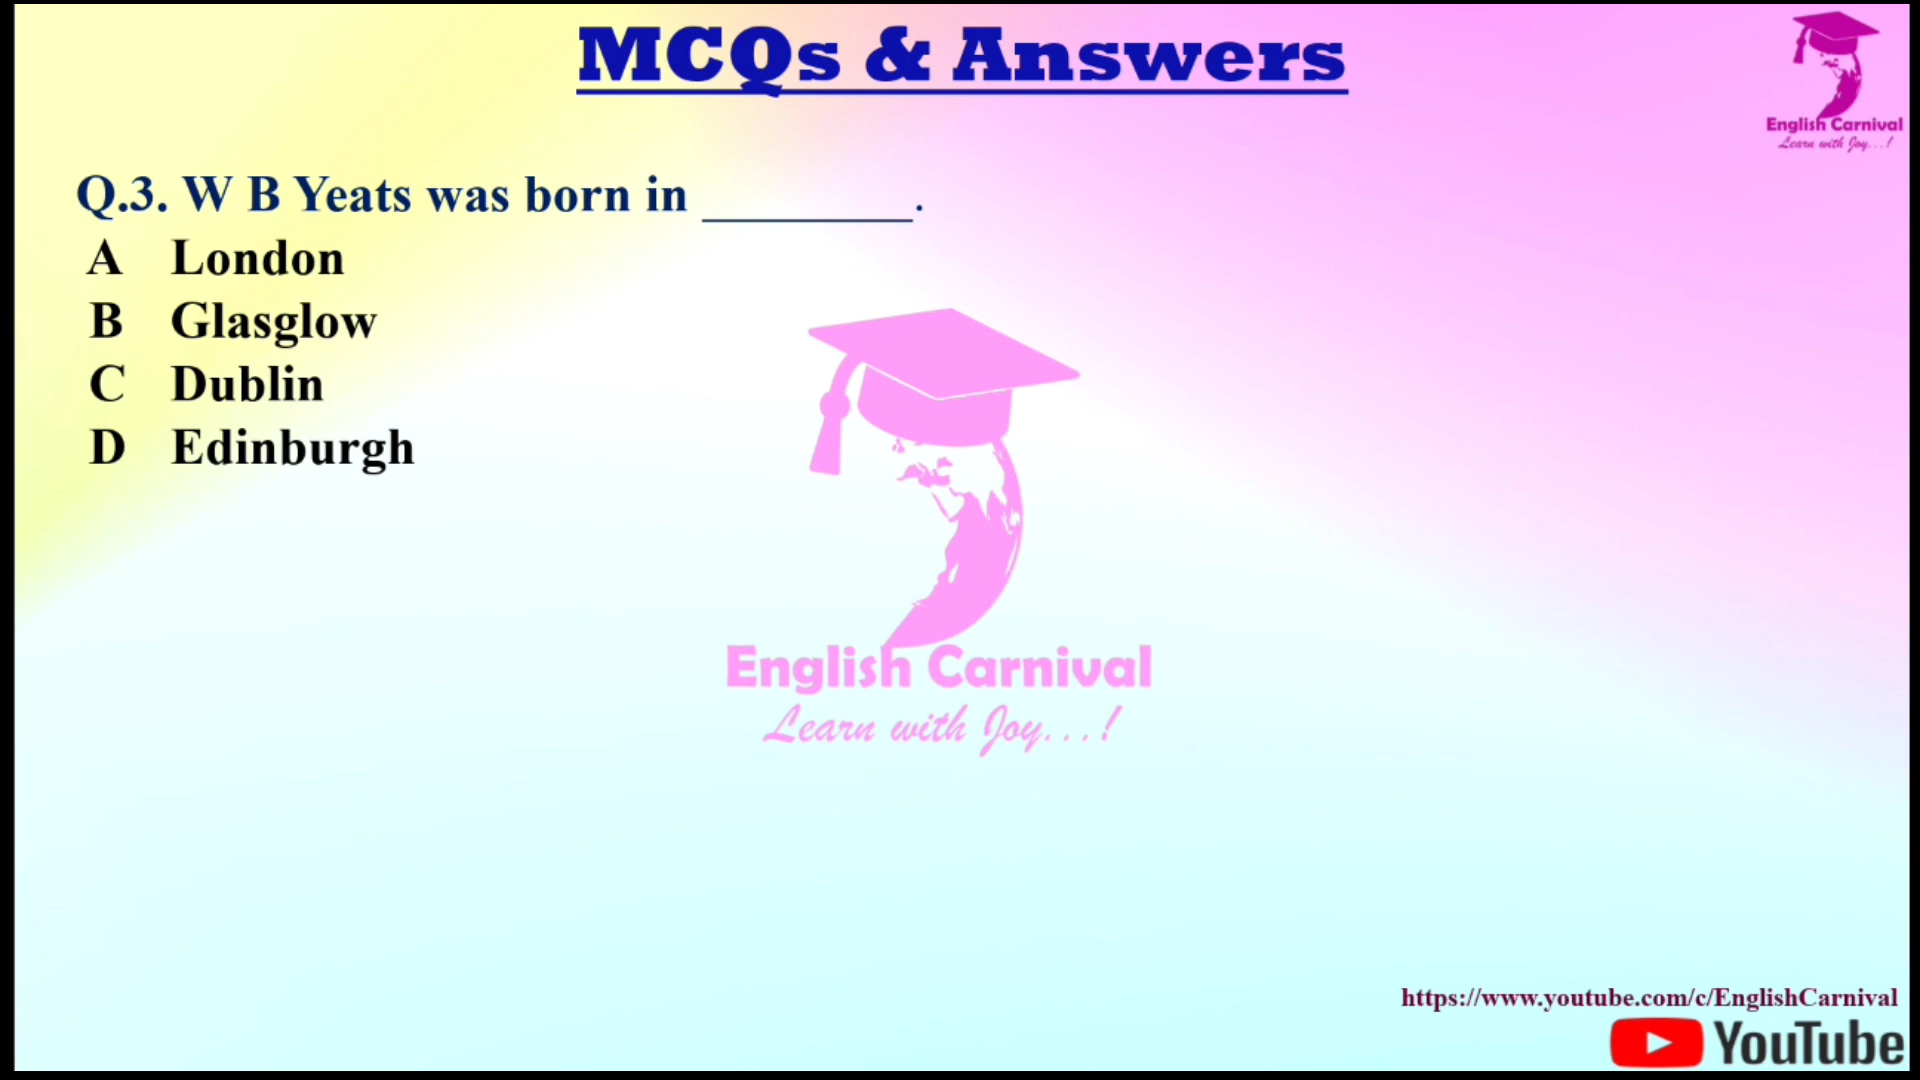 MCQs & Answers
English Carnival
Learn with Joy...!
Q.3. W B Yeats was born in ________.
A London
B Glasglow
C Dublin
D Edinburgh
English Carnival
Learn with Joy...!
https://www.youtube.com/c/EnglishCarnival
YouTube